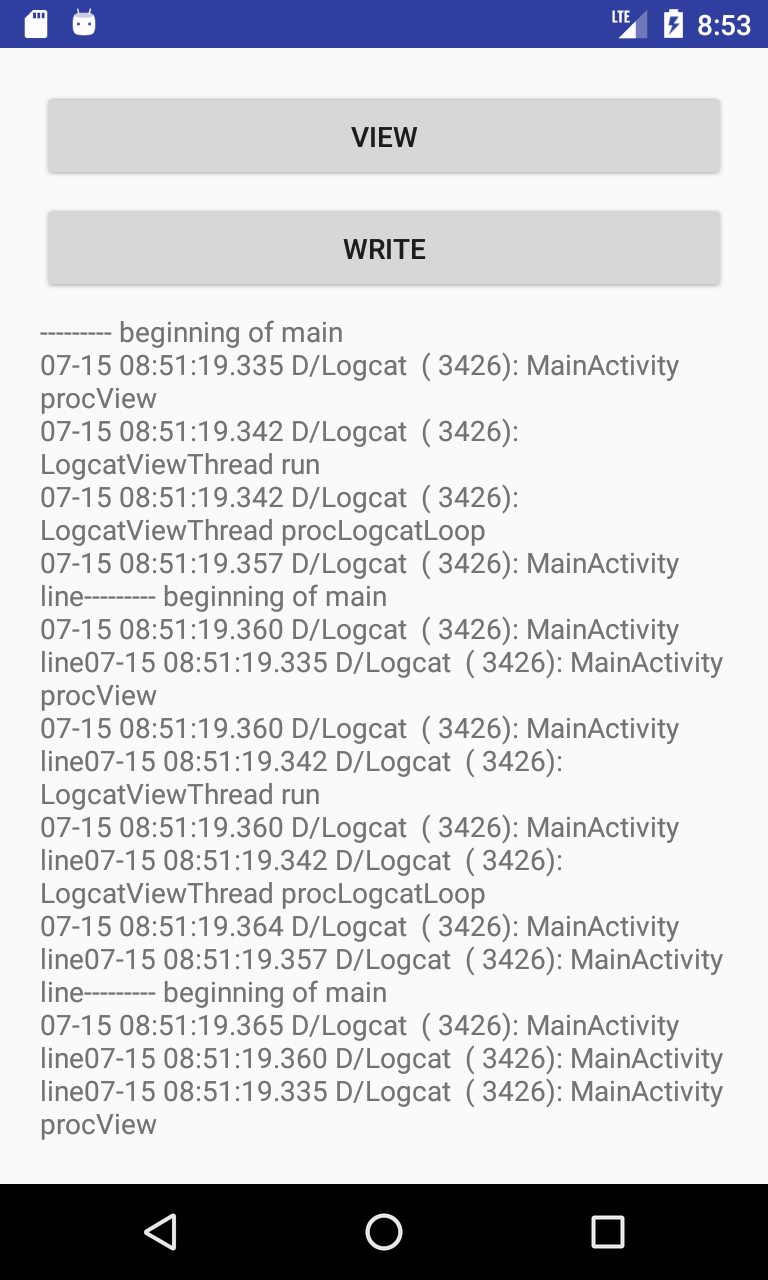 LTE 8:53
VIEW
WRITE
--------- beginning of main
07-15 08:51:19.335 D/Logcat  ( 3426): MainActivity
procView
07-15 08:51:19.342 D/Logcat  ( 3426):
LogcatViewThread run
07-15 08:51:19.342 D/Logcat  ( 3426):
LogcatViewThread procLogcatLoop
07-15 08:51:19.357 D/Logcat  ( 3426): MainActivity
line--------- beginning of main
07-15 08:51:19.360 D/Logcat  ( 3426): MainActivity
line07-15 08:51:19.335 D/Logcat  ( 3426): MainActivity
procView
07-15 08:51:19.360 D/Logcat  ( 3426): MainActivity
line07-15 08:51:19.342 D/Logcat  ( 3426):
LogcatViewThread run
07-15 08:51:19.360 D/Logcat  ( 3426): MainActivity
line07-15 08:51:19.342 D/Logcat  ( 3426):
LogcatViewThread procLogcatLoop
07-15 08:51:19.364 D/Logcat  ( 3426): MainActivity
line07-15 08:51:19.357 D/Logcat  ( 3426): MainActivity
line--------- beginning of main
07-15 08:51:19.365 D/Logcat  ( 3426): MainActivity
line07-15 08:51:19.360 D/Logcat  ( 3426): MainActivity
line07-15 08:51:19.335 D/Logcat  ( 3426): MainActivity
procView